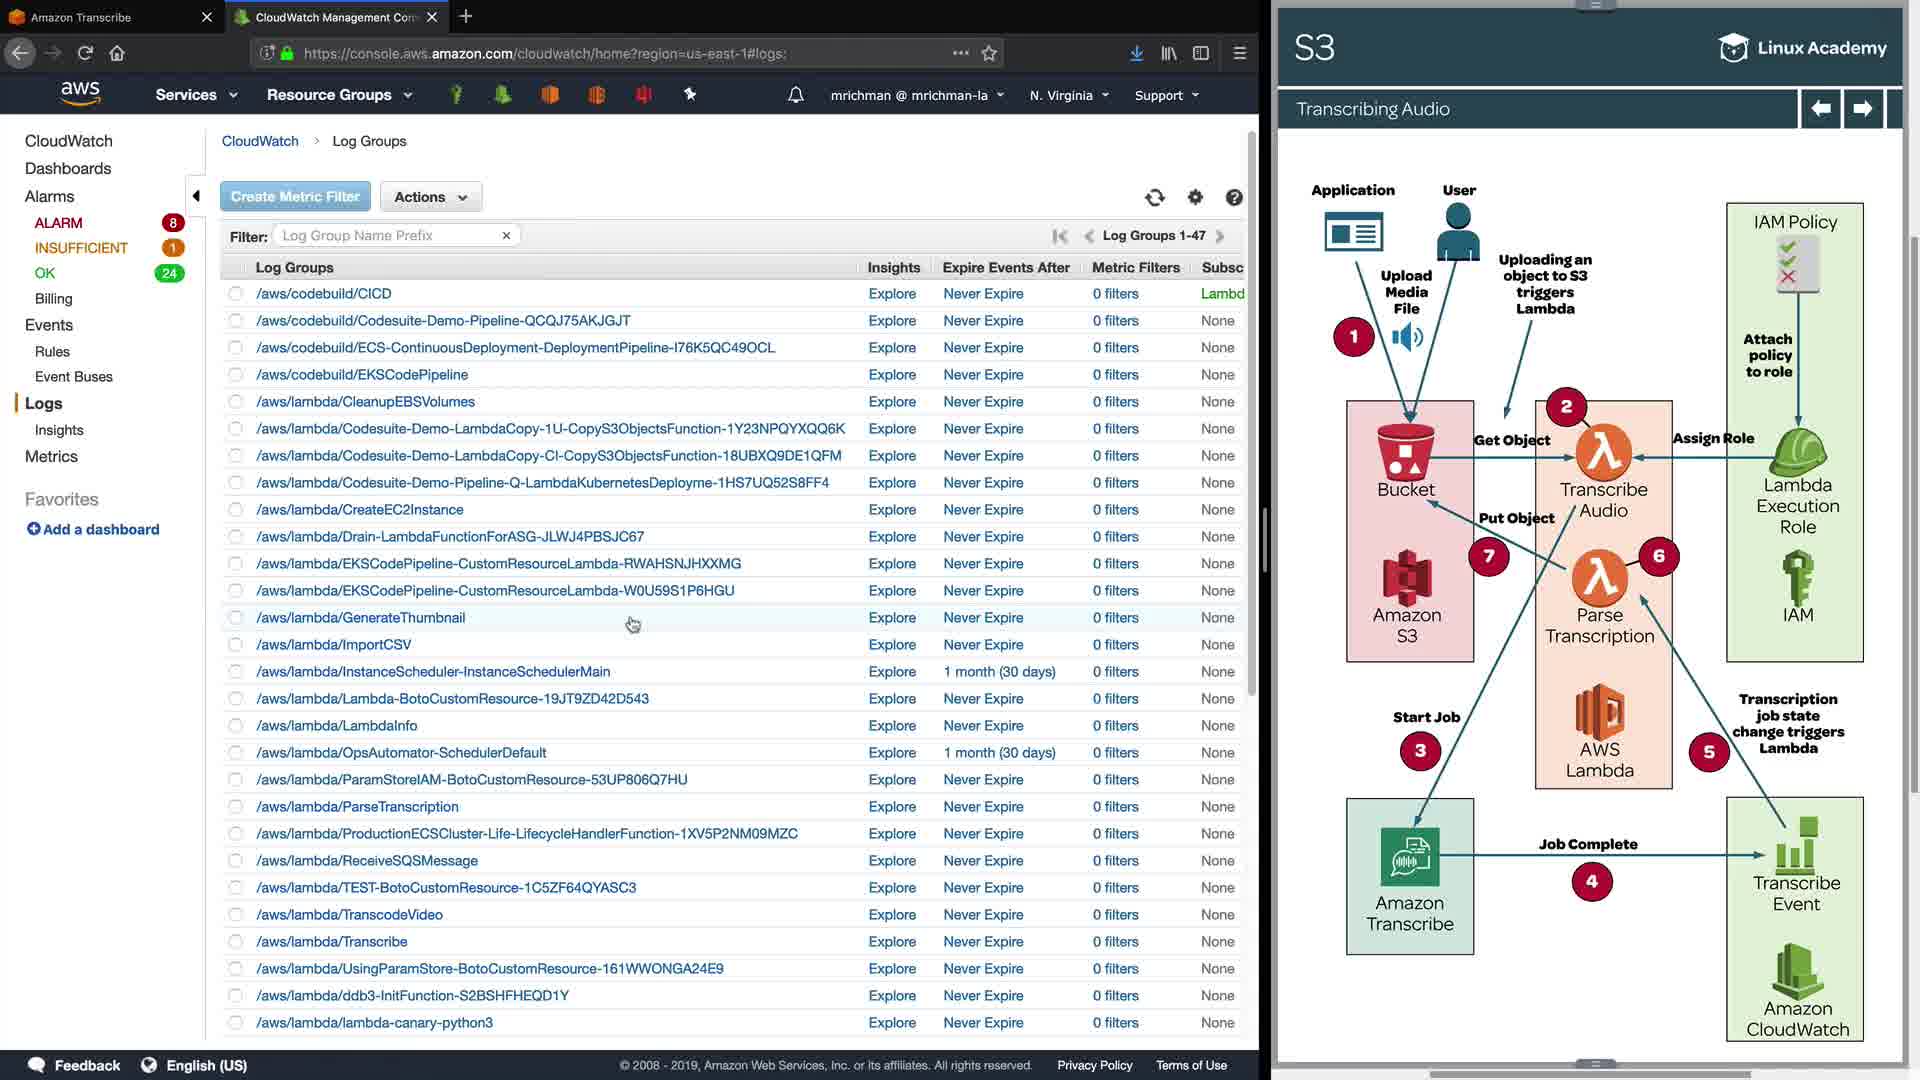 Amazon Transcribe
CloudWatch Management Con
https://console.aws.amazon.com/cloudwatch/home?region=us-east-1#logs:
aws
Services
Resource Groups
mrichman @ mrichman-la
N. Virginia
Support
CloudWatch
Dashboards
Alarms
ALARM 8
INSUFFICIENT 1
OK 24
Billing
Events
Rules
Event Buses
Logs
Insights
Metrics
Favorites
Add a dashboard
CloudWatch > Log Groups
Create Metric Filter
Actions
Filter: Log Group Name Prefix
Log Groups 1-47
Log Groups Insights Expire Events After Metric Filters Subsc
/aws/codebuild/CICD Explore Never Expire 0 filters Lambd
/aws/codebuild/Codesuite-Demo-Pipeline-QCQJ75AKJGJT Explore Never Expire 0 filters None
/aws/codebuild/ECS-ContinuousDeployment-DeploymentPipeline-I76K5QC49OCL Explore Never Expire 0 filters None
/aws/codebuild/EKSCodePipeline Explore Never Expire 0 filters None
/aws/lambda/CleanupEBSVolumes Explore Never Expire 0 filters None
/aws/lambda/Codesuite-Demo-LambdaCopy-1U-CopyS3ObjectsFunction-1Y23NPQYXQQ6K Explore Never Expire 0 filters None
/aws/lambda/Codesuite-Demo-LambdaCopy-CI-CopyS3ObjectsFunction-18UBXQ9DE1QFM Explore Never Expire 0 filters None
/aws/lambda/Codesuite-Demo-Pipeline-Q-LambdaKubernetesDeployme-1HS7UQ52S8FF4 Explore Never Expire 0 filters None
/aws/lambda/CreateEC2Instance Explore Never Expire 0 filters None
/aws/lambda/Drain-LambdaFunctionForASG-JLWJ4PBSJC67 Explore Never Expire 0 filters None
/aws/lambda/EKSCodePipeline-CustomResourceLambda-RWAHSNJHXXMG Explore Never Expire 0 filters None
/aws/lambda/EKSCodePipeline-CustomResourceLambda-W0U59S1P6HGU Explore Never Expire 0 filters None
/aws/lambda/GenerateThumbnail Explore Never Expire 0 filters None
/aws/lambda/ImportCSV Explore Never Expire 0 filters None
/aws/lambda/InstanceScheduler-InstanceSchedulerMain Explore 1 month (30 days) 0 filters None
/aws/lambda/Lambda-BotoCustomResource-19JT9ZD42D543 Explore Never Expire 0 filters None
/aws/lambda/LambdaInfo Explore Never Expire 0 filters None
/aws/lambda/OpsAutomator-SchedulerDefault Explore 1 month (30 days) 0 filters None
/aws/lambda/ParamStoreIAM-BotoCustomResource-53UP806Q7HU Explore Never Expire 0 filters None
/aws/lambda/ParseTranscription Explore Never Expire 0 filters None
/aws/lambda/ProductionECSCluster-Life-LifecycleHandlerFunction-1XV5P2NM09MZC Explore Never Expire 0 filters None
/aws/lambda/ReceiveSQSMessage Explore Never Expire 0 filters None
/aws/lambda/TEST-BotoCustomResource-1C5ZF64QYASC3 Explore Never Expire 0 filters None
/aws/lambda/TranscodeVideo Explore Never Expire 0 filters None
/aws/lambda/Transcribe Explore Never Expire 0 filters None
/aws/lambda/UsingParamStore-BotoCustomResource-161WWONGA24E9 Explore Never Expire 0 filters None
/aws/lambda/ddb3-InitFunction-S2BSHFHEQD1Y Explore Never Expire 0 filters None
/aws/lambda/lambda-canary-python3 Explore Never Expire 0 filters None
Feedback
English (US)
© 2008 - 2019, Amazon Web Services, Inc. or its affiliates. All rights reserved.
Privacy Policy
Terms of Use
S3
Linux Academy
Transcribing Audio
Application
User
Upload
Media
File
1
Uploading an
object to S3
triggers
Lambda
IAM Policy
Attach
policy
to role
2
Get Object
Assign Role
Bucket
Transcribe
Audio
Lambda
Execution
Role
Put Object
7
6
Amazon
S3
Parse
Transcription
IAM
Start Job
3
AWS
Lambda
5
Transcription
job state
change triggers
Lambda
Job Complete
4
Amazon
Transcribe
Transcribe
Event
Amazon
CloudWatch